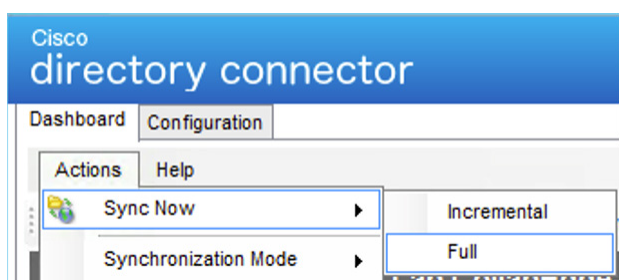 Cisco
directory connector
Dashboard Configuration
Actions Help
Sync Now Incremental
Synchronization Mode Full